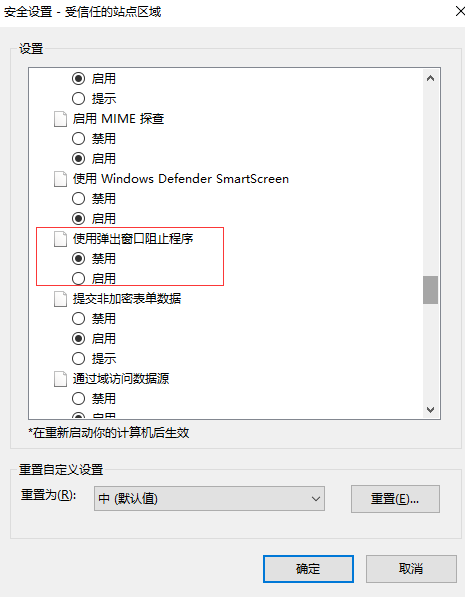 安全设置 - 受信任的站点区域
设置
启用
提示
启用 MIME 探查
禁用
启用
使用 Windows Defender SmartScreen
禁用
启用
使用弹出窗口阻止程序
禁用
启用
提交非加密表单数据
禁用
启用
提示
通过域访问数据源
禁用
启用
*在重新启动你的计算机后生效
重置自定义设置
重置为(R): 中 (默认值) 重置(E)...
确定 取消